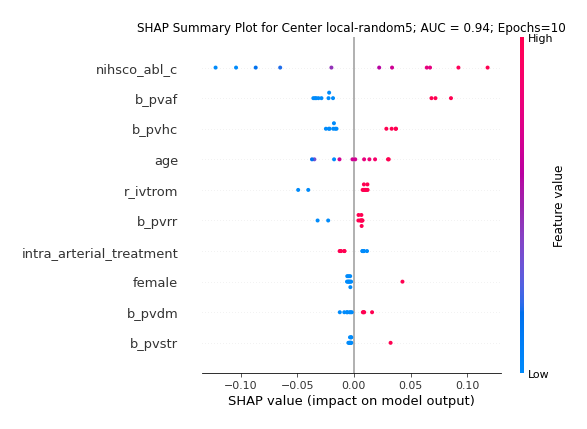 SHAP Summary Plot for Center local-random5; AUC = 0.94; Epochs=10
High
nihsco_abl_c
b_pvaf
b_pvhc
age
r_ivtrom
b_pvrr
intra_arterial_treatment
female
b_pvdm
b_pvstr
Feature value
Low
−0.10 −0.05 0.00 0.05 0.10
SHAP value (impact on model output)